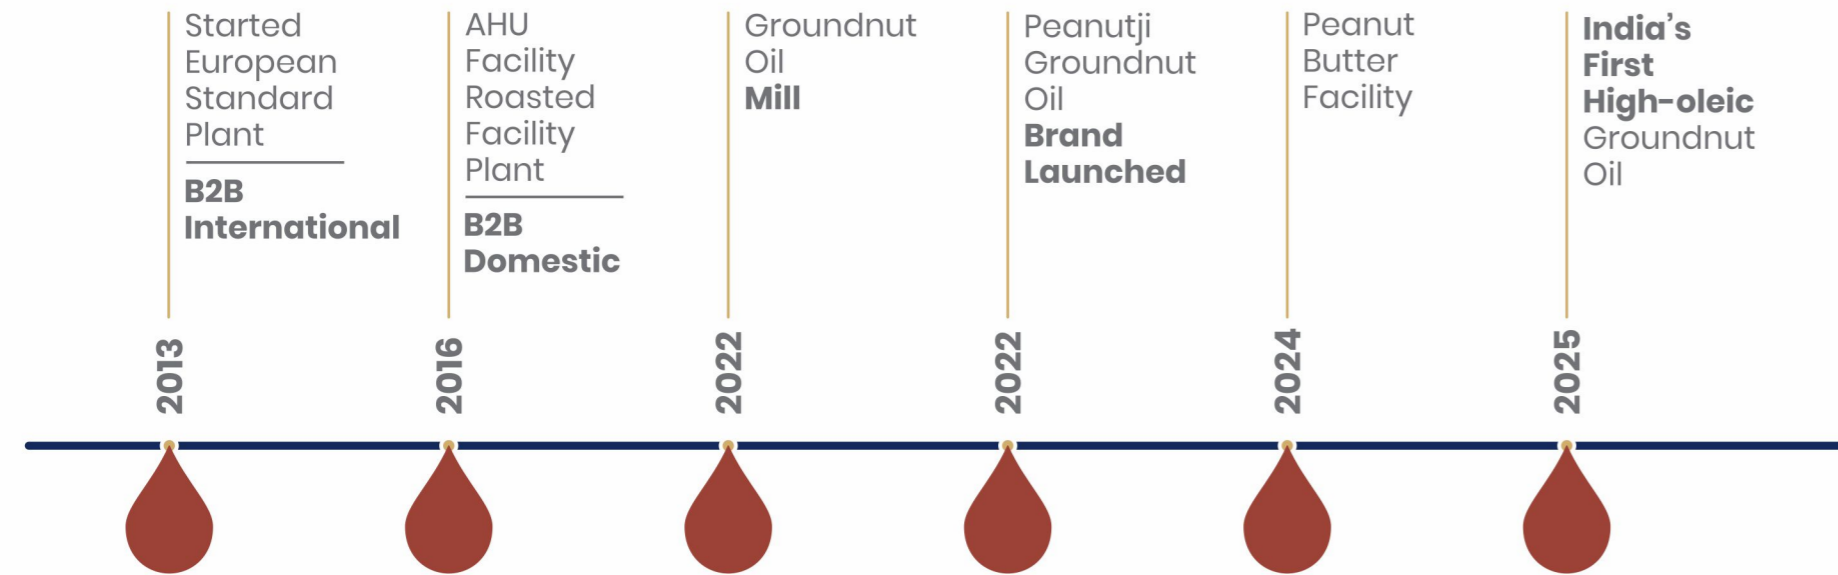 Started
European
Standard
Plant
B2B
International
2013
AHU
Facility
Roasted
Facility
Plant
B2B
Domestic
2016
Groundnut
Oil
Mill
2022
Peanutji
Groundnut
Oil
Brand
Launched
2022
Peanut
Butter
Facility
2024
India's
First
High-oleic
Groundnut
Oil
2025